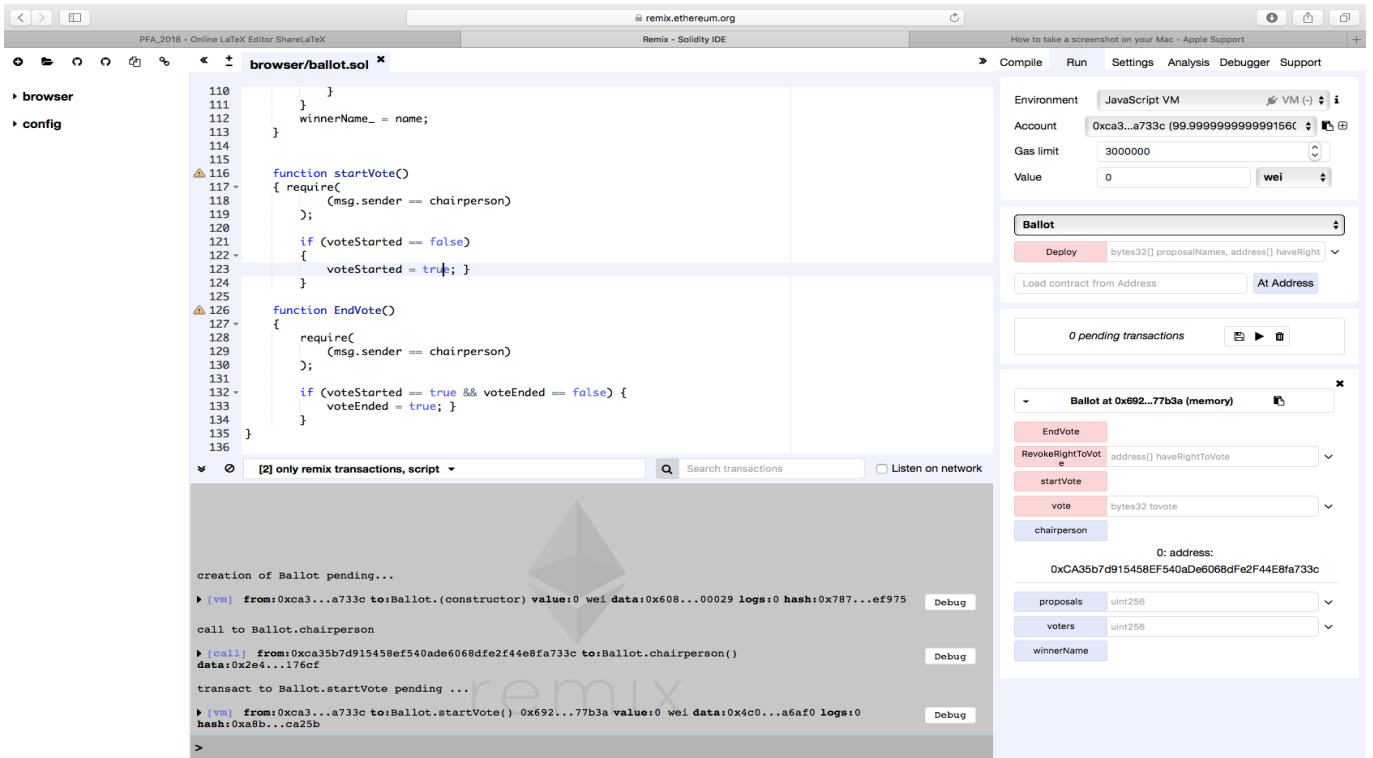 remix.ethereum.org
PFA_2018 - Online LaTeX Editor ShareLaTeX
Remix - Solidity IDE
How to take a screenshot on your Mac - Apple Support
browser
config
browser/ballot.sol
110 }
111 }
112 winnerName_ = name;
113 }
114
115
116 function startVote()
117 { require(
118 (msg.sender == chairperson)
119 );
120
121 if (voteStarted == false)
122 {
123 voteStarted = true; }
124 }
125
126 function EndVote()
127 {
128 require(
129 (msg.sender == chairperson)
130 );
131
132 if (voteStarted == true && voteEnded == false) {
133 voteEnded = true; }
134 }
135 }
136
[2] only remix transactions, script
Search transactions
Listen on network
creation of Ballot pending...
[vm] from:0xca3...a733c to:Ballot.(constructor) value:0 wei data:0x608...00029 logs:0 hash:0x787...ef975
Debug
call to Ballot.chairperson
[call] from:0xca35b7d915458ef540ade6068dfe2f44e8fa733c to:Ballot.chairperson()
data:0x2e4...176cf
Debug
transact to Ballot.startVote pending ...
[vm] from:0xca3...a733c to:Ballot.startVote() 0x692...77b3a value:0 wei data:0x4c0...a6af0 logs:0
hash:0xa8b...ca25b
Debug
remix
>
Compile Run Settings Analysis Debugger Support
Environment JavaScript VM VM (-) i
Account 0xca3...a733c (99.999999999999156(
Gas limit 3000000
Value 0 wei
Ballot
Deploy bytes32[] proposalNames, address[] haveRight
Load contract from Address At Address
0 pending transactions
Ballot at 0x692...77b3a (memory)
EndVote
RevokeRightToVot
e
address[] haveRightToVote
startVote
vote bytes32 tovote
chairperson
0: address:
0xCA35b7d915458EF540aDe6068dFe2F44E8fa733c
proposals uint256
voters uint256
winnerName